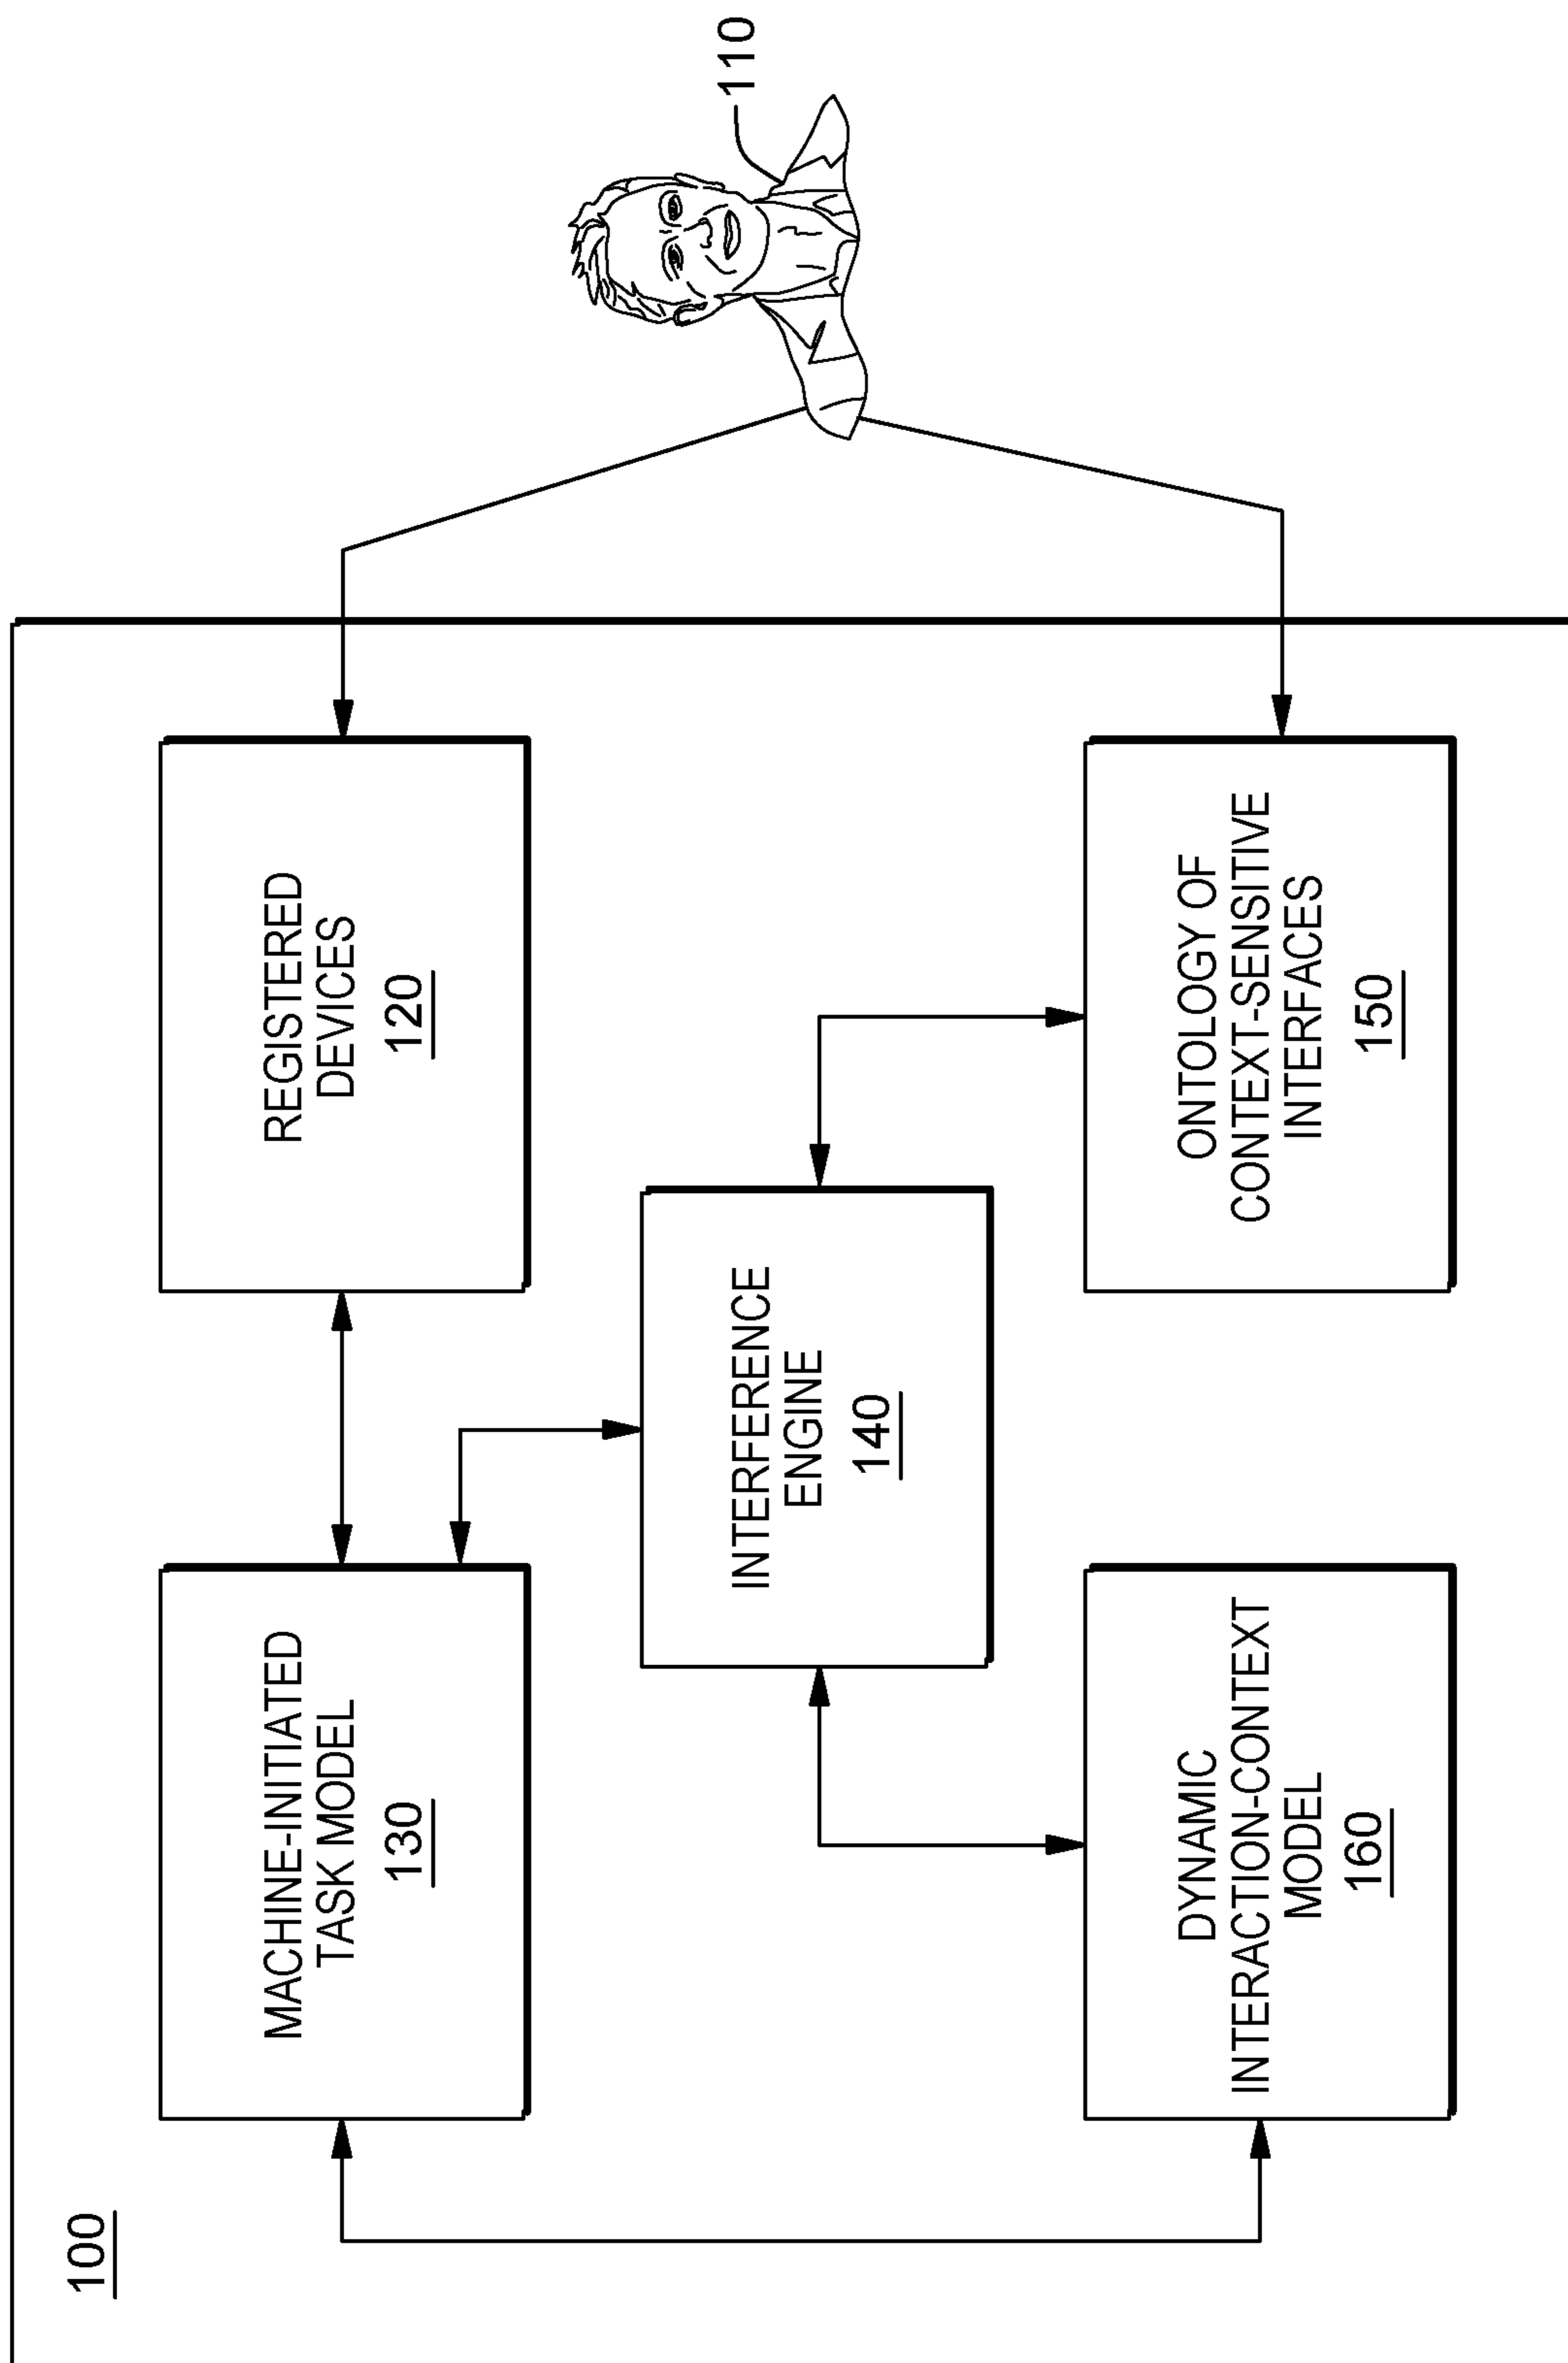 100
MACHINE-INITIATED
TASK MODEL
130
REGISTERED
DEVICES
120
110
INTERFERENCE
ENGINE
140
DYNAMIC
INTERACTION-CONTEXT
MODEL
160
ONTOLOGY OF
CONTEXT-SENSITIVE
INTERFACES
150